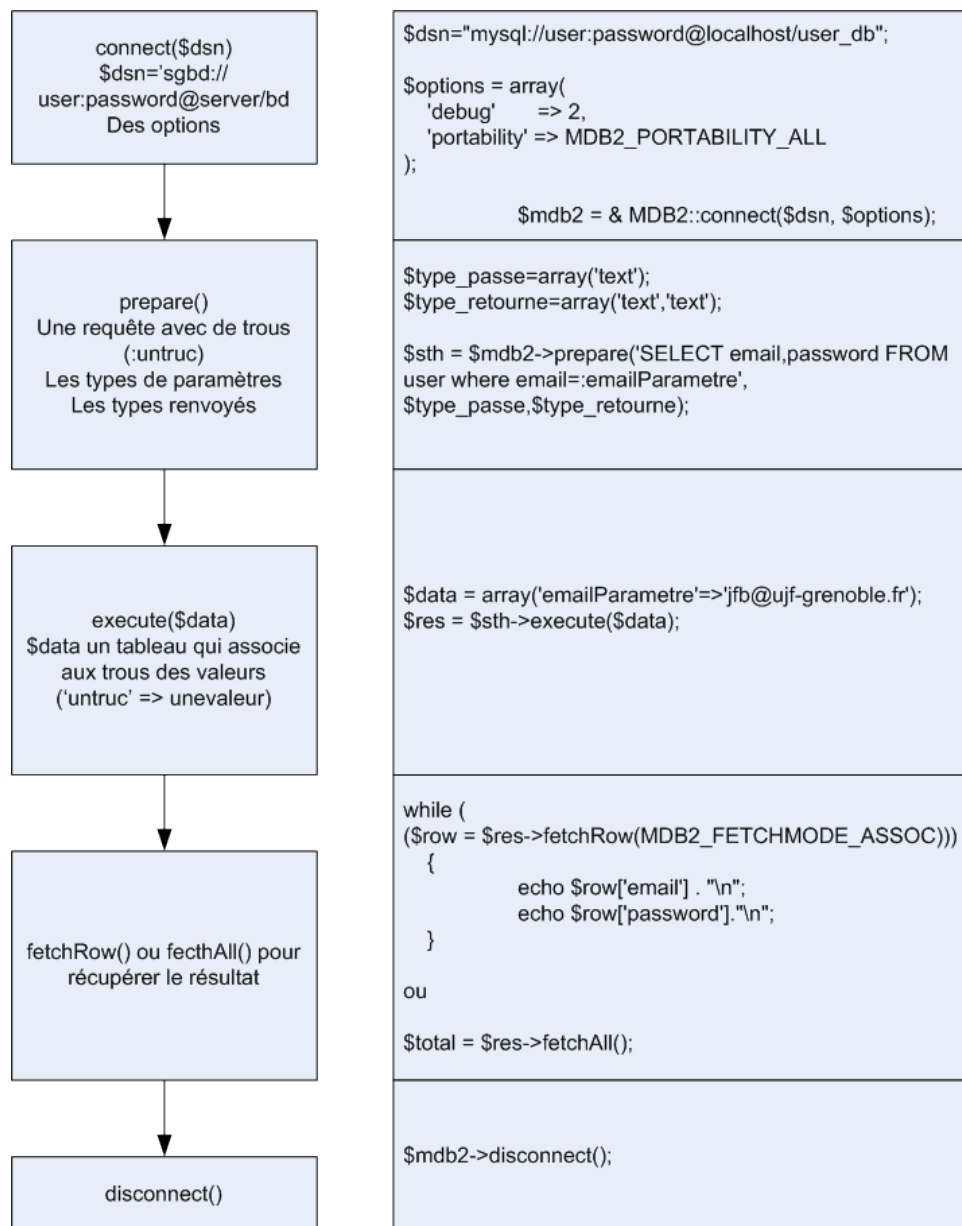 connect($dsn)
$dsn='sgbd://
user:password@server/bd
Des options
$dsn="mysql://user:password@localhost/user_db";
$options = array(
'debug' => 2,
'portability' => MDB2_PORTABILITY_ALL
);
$mdb2 = & MDB2::connect($dsn, $options);
prepare()
Une requête avec de trous
(:untruc)
Les types de paramètres
Les types renvoyés
$type_passe=array('text');
$type_retourne=array('text','text');
$sth = $mdb2->prepare('SELECT email,password FROM
user where email=:emailParametre',
$type_passe,$type_retourne);
execute($data)
$data un tableau qui associe
aux trous des valeurs
(‘untruc’ => unevaleur)
$data = array('emailParametre'=>'jfb@ujf-grenoble.fr');
$res = $sth->execute($data);
fetchRow() ou fecthAll() pour
récupérer le résultat
while (
($row = $res->fetchRow(MDB2_FETCHMODE_ASSOC)))
{
echo $row['email'] . "\n";
echo $row['password']."\n";
}
ou
$total = $res->fetchAll();
disconnect()
$mdb2->disconnect();